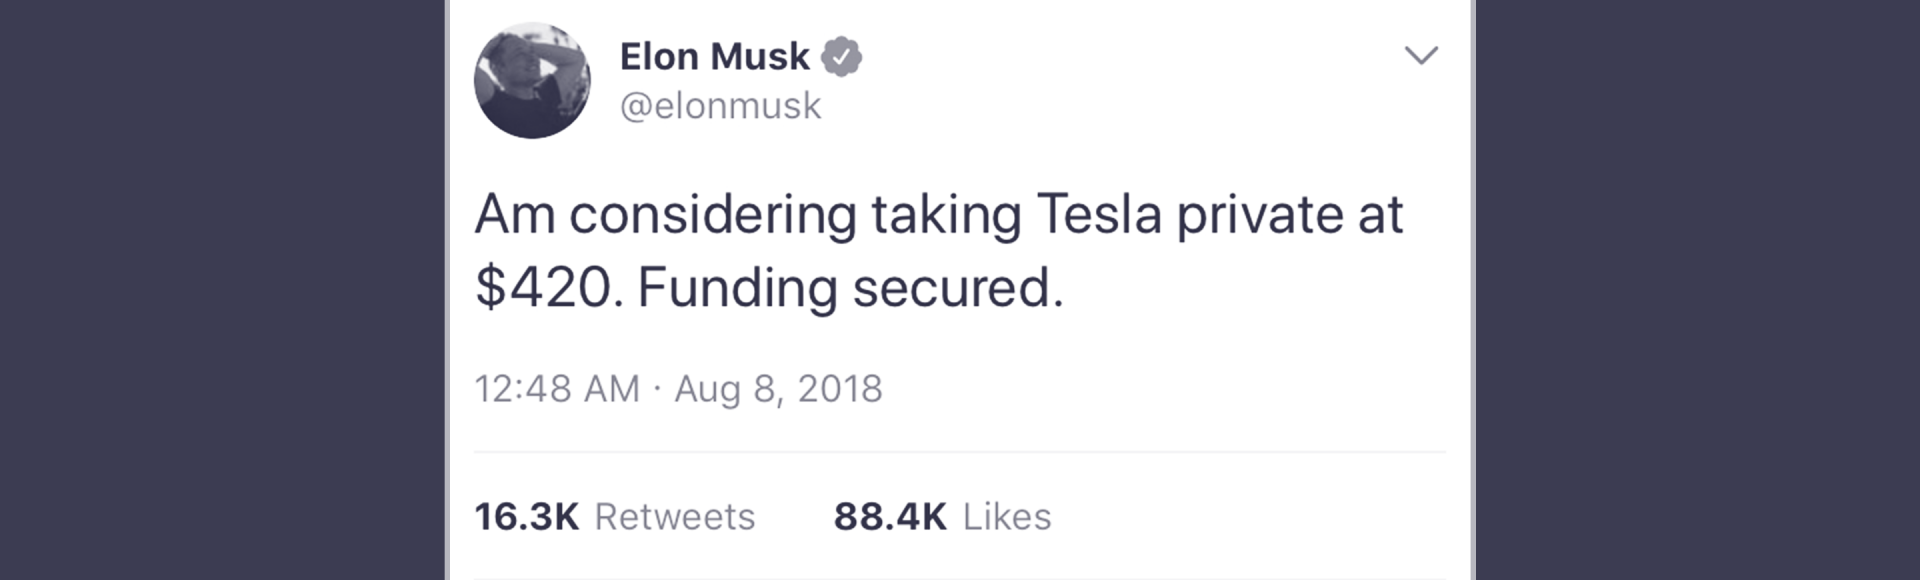 Elon Musk
@elonmusk
Am considering taking Tesla private at
$420. Funding secured.
12:48 AM · Aug 8, 2018
16.3K Retweets 88.4K Likes